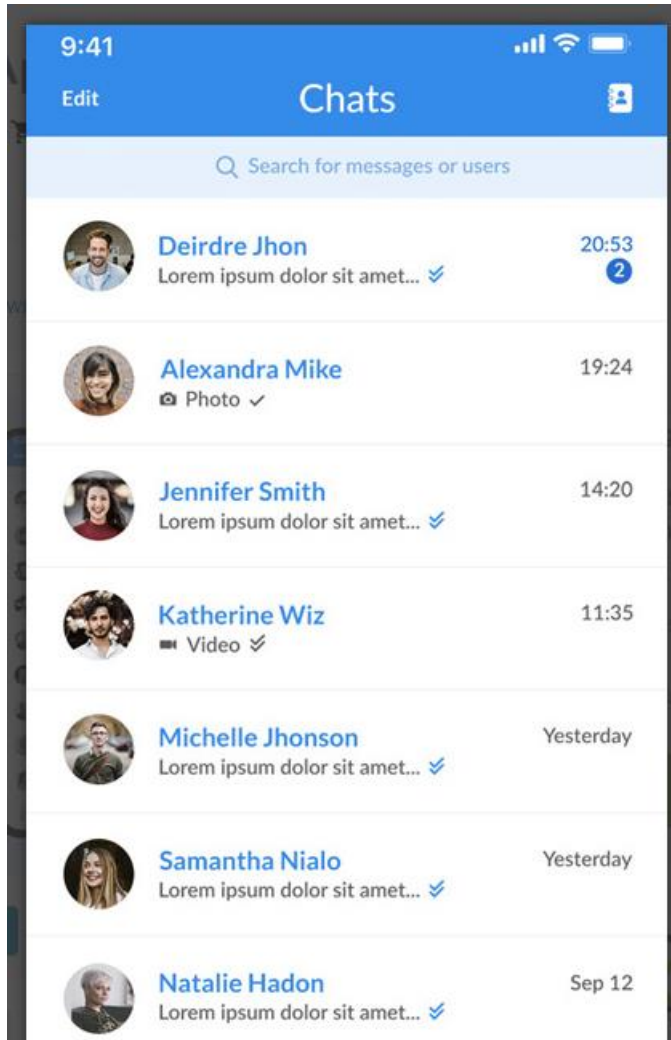 9:41
Edit
Chats
Search for messages or users
Deirdre Jhon
20:53
Lorem ipsum dolor sit amet...
2
Alexandra Mike
19:24
Photo
Jennifer Smith
14:20
Lorem ipsum dolor sit amet...
Katherine Wiz
11:35
Video
Michelle Jhonson
Yesterday
Lorem ipsum dolor sit amet...
Samantha Nialo
Yesterday
Lorem ipsum dolor sit amet...
Natalie Hadon
Sep 12
Lorem ipsum dolor sit amet...